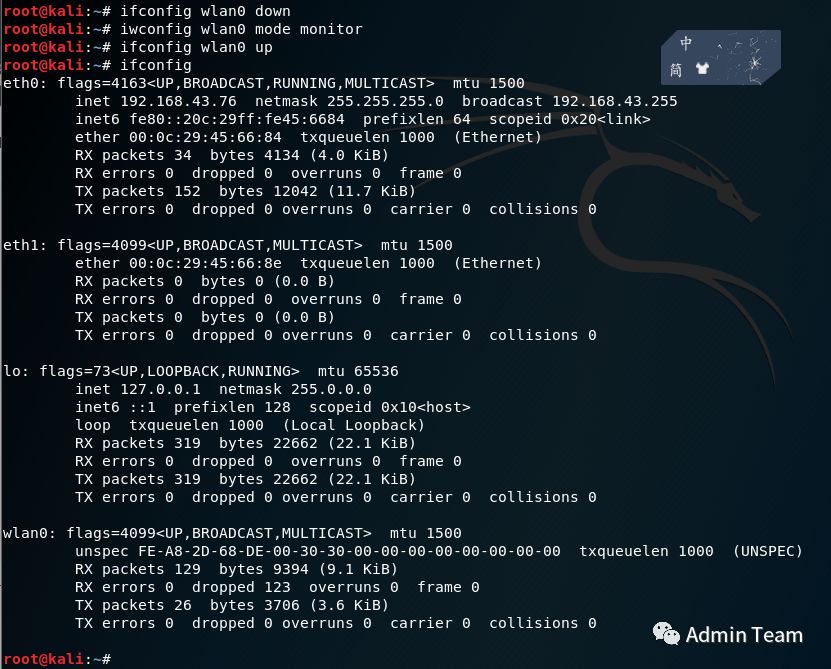 root@kali:~# ifconfig wlan0 down
root@kali:~# iwconfig wlan0 mode monitor
root@kali:~# ifconfig wlan0 up
root@kali:~# ifconfig
中
简
eth0: flags=4163<UP,BROADCAST,RUNNING,MULTICAST>  mtu 1500
        inet 192.168.43.76  netmask 255.255.255.0  broadcast 192.168.43.255
        inet6 fe80::20c:29ff:fe45:6684  prefixlen 64  scopeid 0x20<link>
        ether 00:0c:29:45:66:84  txqueuelen 1000  (Ethernet)
        RX packets 34  bytes 4134 (4.0 KiB)
        RX errors 0  dropped 0  overruns 0  frame 0
        TX packets 152  bytes 12042 (11.7 KiB)
        TX errors 0  dropped 0 overruns 0  carrier 0  collisions 0
eth1: flags=4099<UP,BROADCAST,MULTICAST>  mtu 1500
        ether 00:0c:29:45:66:8e  txqueuelen 1000  (Ethernet)
        RX packets 0  bytes 0 (0.0 B)
        RX errors 0  dropped 0  overruns 0  frame 0
        TX packets 0  bytes 0 (0.0 B)
        TX errors 0  dropped 0 overruns 0  carrier 0  collisions 0
lo: flags=73<UP,LOOPBACK,RUNNING>  mtu 65536
        inet 127.0.0.1  netmask 255.0.0.0
        inet6 ::1  prefixlen 128  scopeid 0x10<host>
        loop  txqueuelen 1000  (Local Loopback)
        RX packets 319  bytes 22662 (22.1 KiB)
        RX errors 0  dropped 0  overruns 0  frame 0
        TX packets 319  bytes 22662 (22.1 KiB)
        TX errors 0  dropped 0 overruns 0  carrier 0  collisions 0
wlan0: flags=4099<UP,BROADCAST,MULTICAST>  mtu 1500
        unspec FE-A8-2D-68-DE-00-30-30-00-00-00-00-00-00-00-00  txqueuelen 1000  (UNSPEC)
        RX packets 129  bytes 9394 (9.1 KiB)
        RX errors 0  dropped 123  overruns 0  frame 0
        TX packets 26  bytes 3706 (3.6 KiB)
        TX errors 0  dropped 0 overruns 0  carrier 0  collisions 0
Admin Team
root@kali:~#